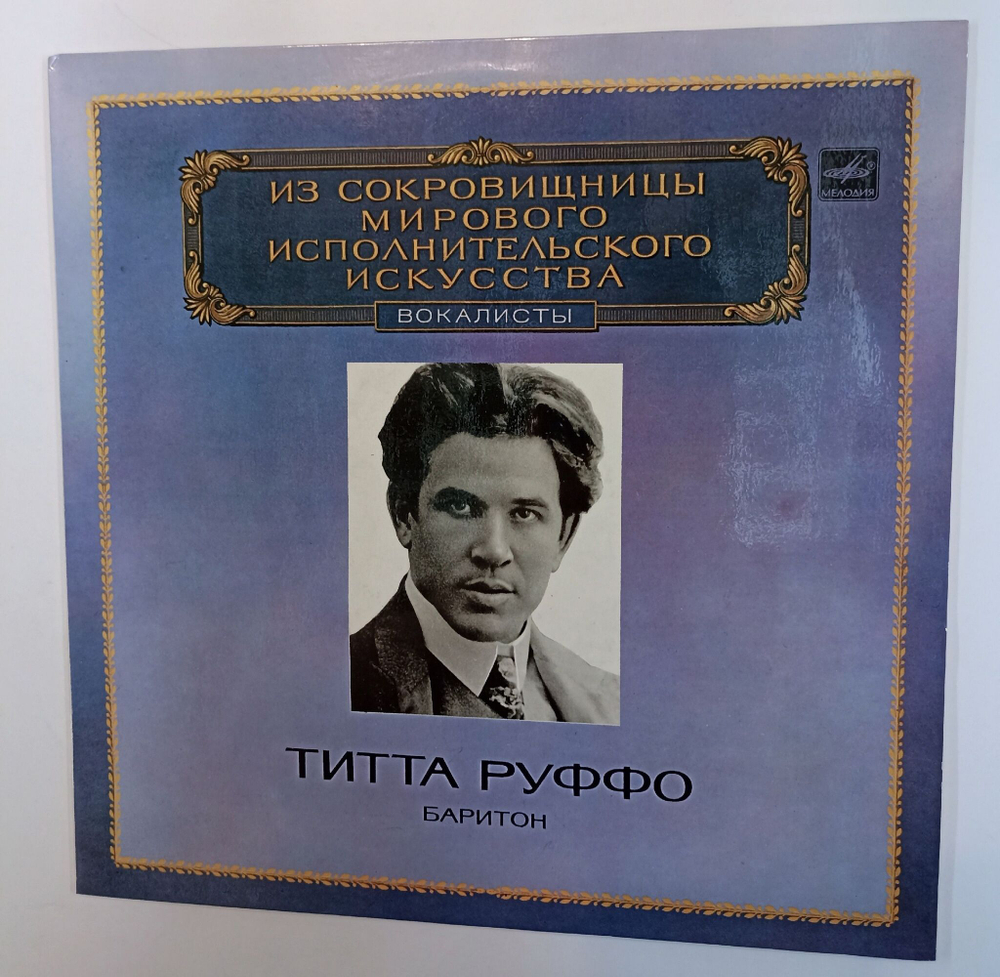 ИЗ СОКРОВИЩНИЦЫ
МИРОВОГО
ИСПОЛНИТЕЛЬСКОГО
ИСКУССТВА
ВОКАЛИСТЫ
®
МЕЛОДИЯ
ТИТТА РУФФО
БАРИТОН